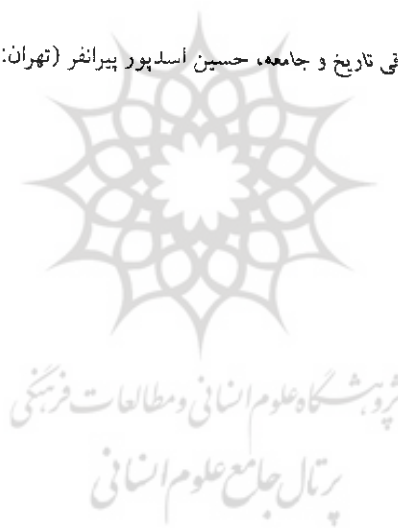 قی تاریخ و جامعه، حسین اسدپور پیرانفر (تهران:
پژوهشگاه علوم انسانی و مطالعات فرهنگی
پرتال جامع علوم انسانی